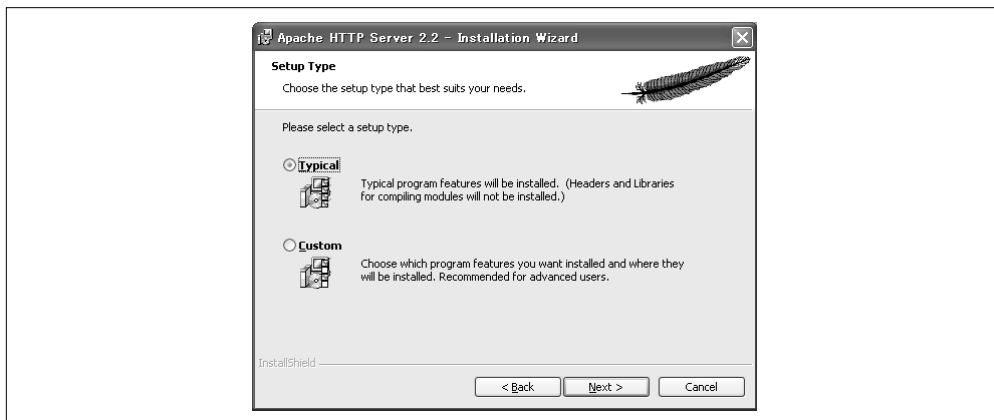 Apache HTTP Server 2.2 - Installation Wizard
Setup Type
Choose the setup type that best suits your needs.
Please select a setup type.
Typical
Typical program features will be installed. (Headers and Libraries
for compiling modules will not be installed.)
Custom
Choose which program features you want installed and where they
will be installed. Recommended for advanced users.
InstallShield
< Back
Next >
Cancel